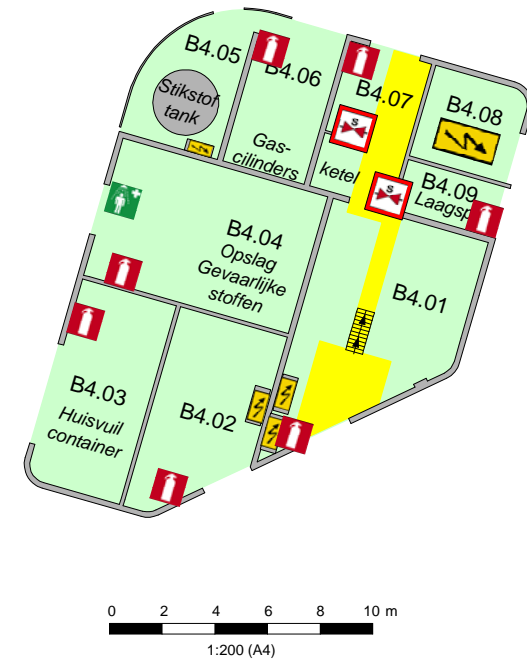 B4.05
Stikstof
tank
B4.06
Gas-
cilinders
B4.07
S
ketel
B4.08
B4.09
Laagsp
S
B4.04
Opslag
Gevaarlijke
stoffen
B4.01
B4.03
Huisvuil
container
B4.02
0 2 4 6 8 10 m
1:200 (A4)